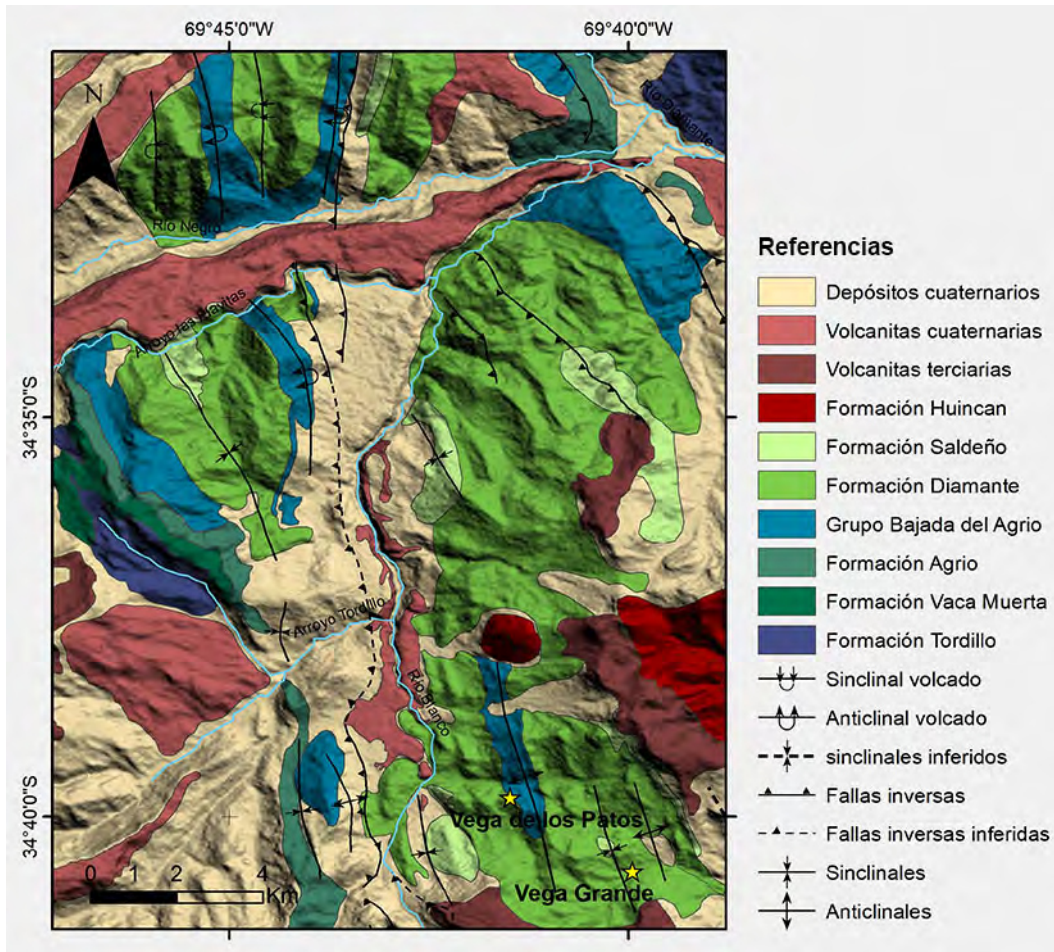 69°45'0"W
69°40'0"W
N
Río Diamante
Río Negro
Arroyo las Playitas
34°35'S
Arroyo Tordillo
Río Blanco
34°40'0"S
Vega de los Patos
Vega Grande
0 2 4
Km
Referencias
Depósitos cuaternarios
Volcanitas cuaternarias
Volcanitas terciarias
Formación Huincan
Formación Saldeño
Formación Diamante
Grupo Bajada del Agrio
Formación Agrio
Formación Vaca Muerta
Formación Tordillo
Sinclinal volcado
Anticlinal volcado
sinclinales inferidos
Fallas inversas
Fallas inversas inferidas
Sinclinales
Anticlinales